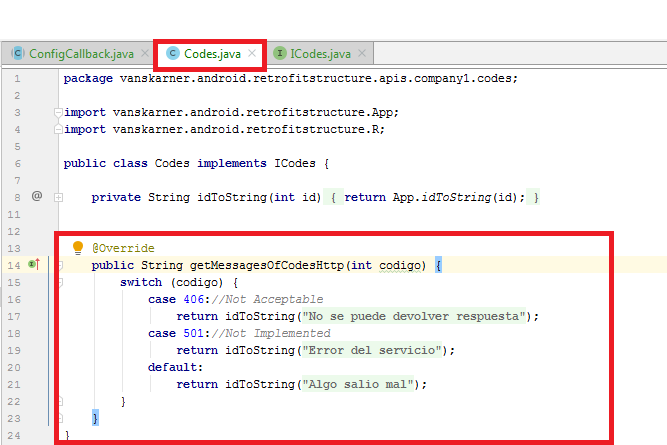 ConfigCallback.java × Codes.java × ICodes.java ×
1 package vanskarner.android.retrofitstructure.apis.company1.codes;
2
3 import vanskarner.android.retrofitstructure.App;
4 import vanskarner.android.retrofitstructure.R;
5
6 public class Codes implements ICodes {
7
8 @ private String idToString(int id) { return App.idToString(id); }
11
12
13 @Override
14 public String getMessagesOfCodesHttp(int codigo) {
15 switch (codigo) {
16 case 406://Not Acceptable
17 return idToString("No se puede devolver respuesta");
18 case 501://Not Implemented
19 return idToString("Error del servicio");
20 default:
21 return idToString("Algo salio mal");
22 }
23 }
24 }